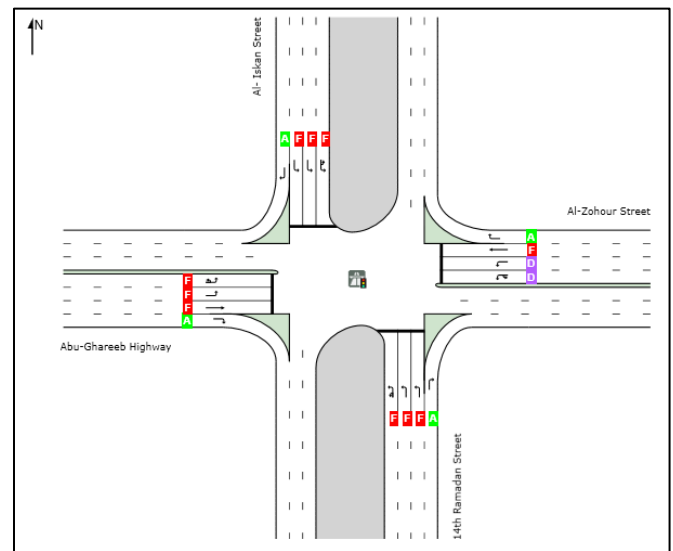 N
Al- Iskan Street
A F F F
Al-Zohour Street
A
F
D
D
F
F
F
A
Abu-Ghareeb Highway
F F F A
14th Ramadan Street